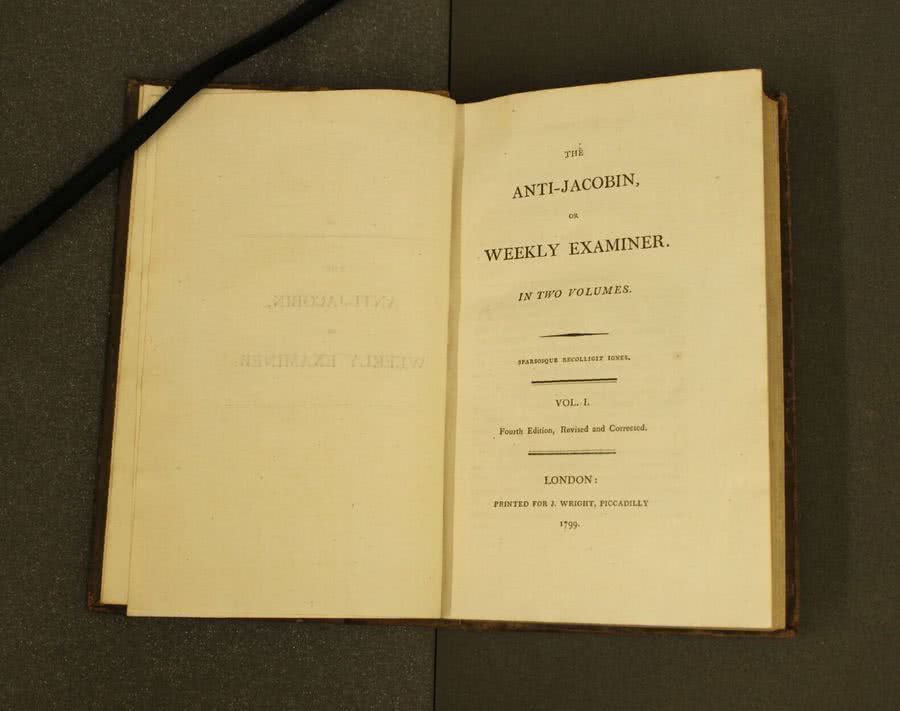 THE
ANTI-JACOBIN,
OR
WEEKLY EXAMINER.
IN TWO VOLUMES.
SPARSOSQUE RECOLLIGIT IGNES.
VOL. I.
Fourth Edition, Revised and Corrected.
LONDON:
PRINTED FOR J. WRIGHT, PICCADILLY
1799.